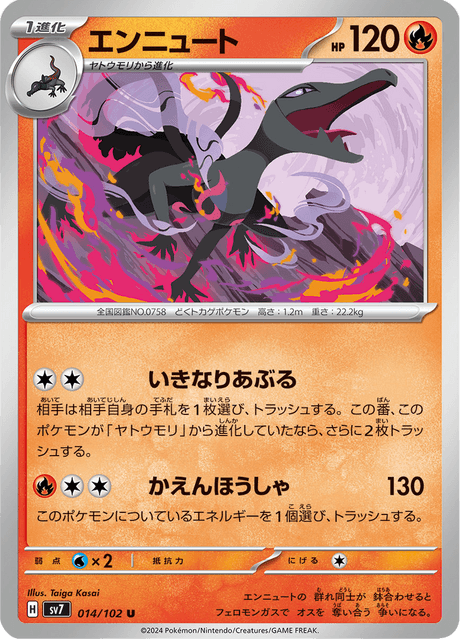 1進化
エンニュート
HP 120
ヤトウモリから進化
全国図鑑NO.0758 どくトカゲポケモン 高さ:1.2m 重さ:22.2kg
いきなりあぶる
相手は相手自身の手札を1枚選び、トラッシュする。この番、この
ポケモンが「ヤトウモリ」から進化していたなら、さらに2枚トラッ
シュする。
かえんほうしゃ 130
このポケモンについているエネルギーを1個選び、トラッシュする。
弱点 ×2 抵抗力 にげる
Illus. Taiga Kasai
H sv7 014/102 U
エンニュートの 群れ同士が 鉢合わせると
フェロモンガスで オスを 奪い合う 争いになる。
©2024 Pokémon/Nintendo/Creatures/GAME FREAK.